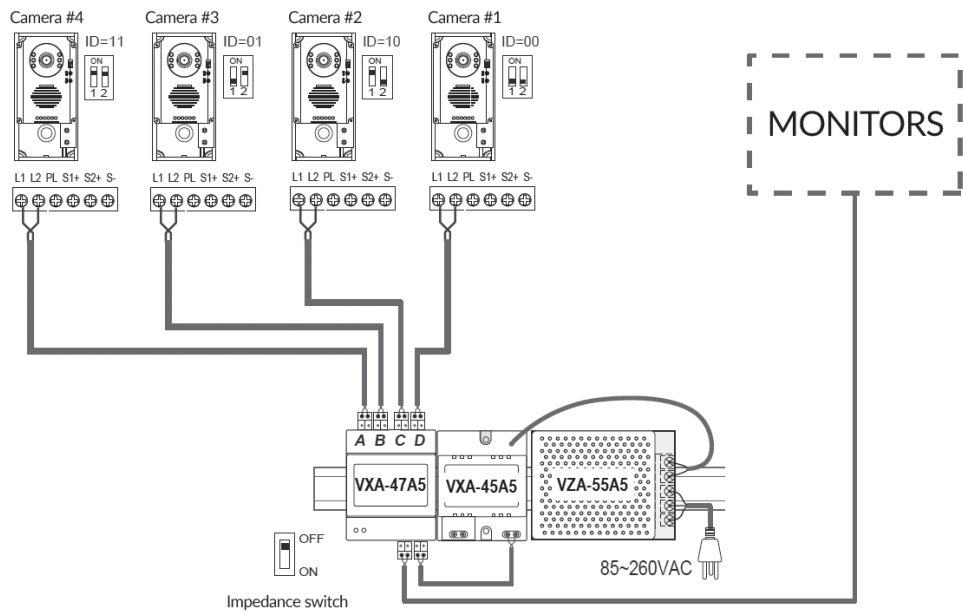 Camera #4 Camera #3 Camera #2 Camera #1
ID=11 ID=01 ID=10 ID=00
ON ON ON ON
1 2 1 2 1 2 1 2
MONITORS
L1 L2 PL S1+ S2+ S- L1 L2 PL S1+ S2+ S- L1 L2 PL S1+ S2+ S- L1 L2 PL S1+ S2+ S-
A B C D
VXA-47A5 VXA-45A5 VZA-55A5
OFF
ON
85~260VAC
Impedance switch